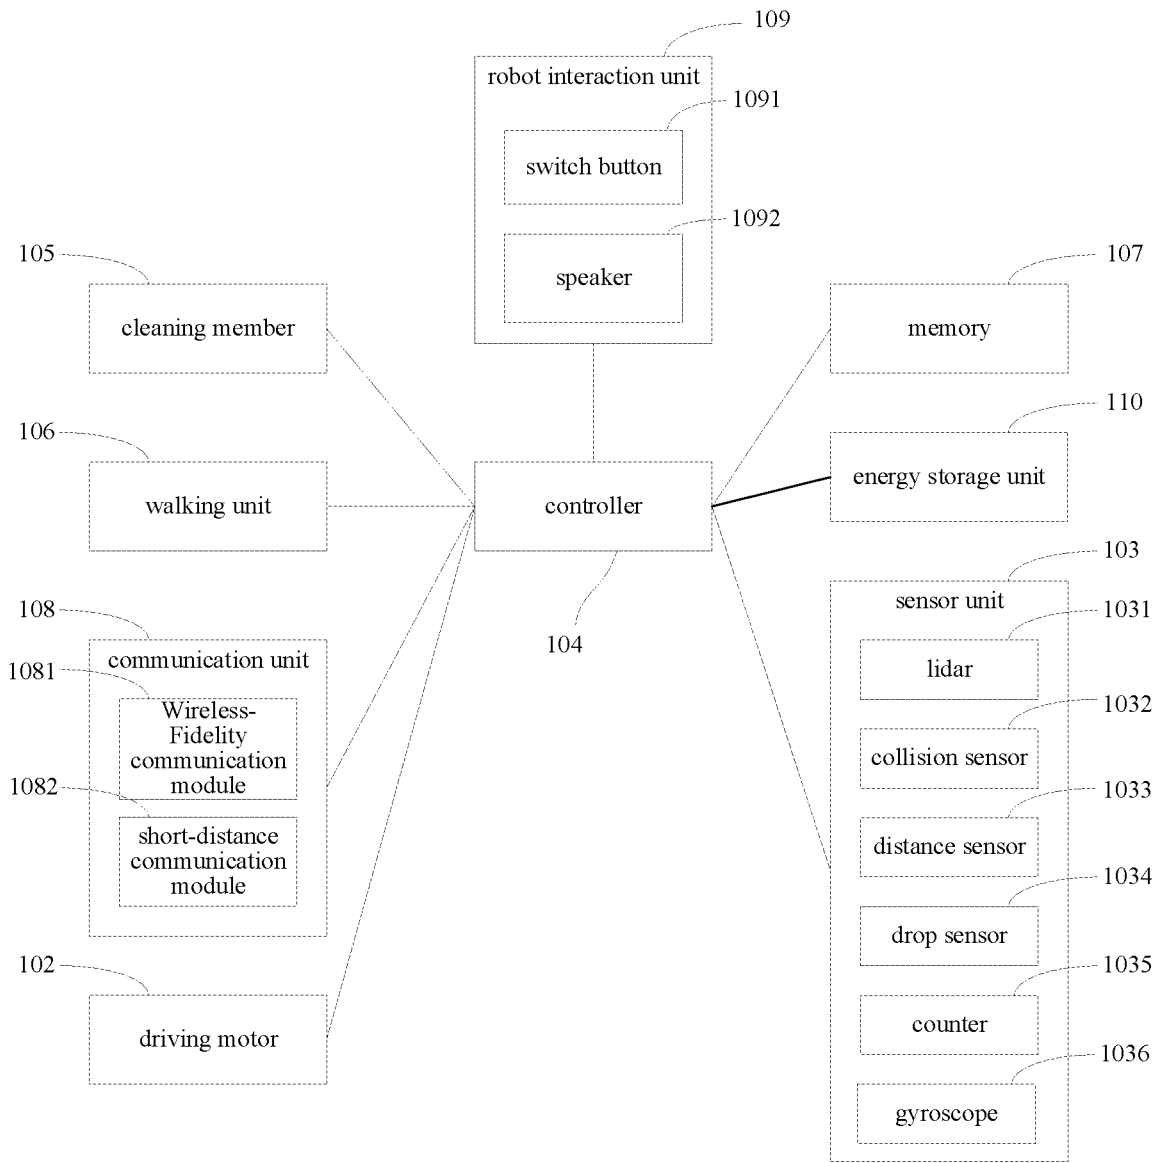 109
robot interaction unit
1091
switch button
1092
speaker
105
cleaning member
107
memory
106
walking unit
110
energy storage unit
controller
104
108
communication unit
1081
Wireless-
Fidelity
communication
module
1082
short-distance
communication
module
102
driving motor
103
sensor unit
1031
lidar
1032
collision sensor
1033
distance sensor
1034
drop sensor
1035
counter
1036
gyroscope